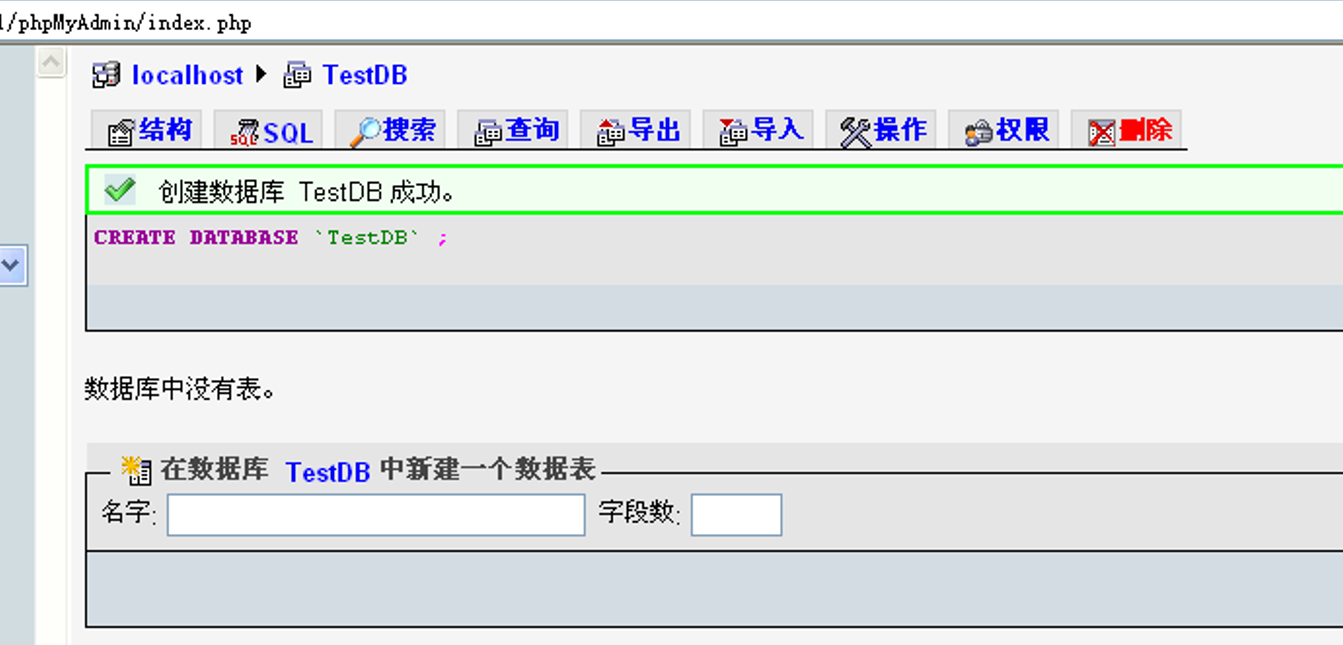 l/phpMyAdmin/index.php
localhost ▶ TestDB
结构 SQL 搜索 查询 导出 导入 操作 权限 删除
创建数据库 TestDB 成功。
CREATE DATABASE `TestDB` ;
数据库中没有表。
在数据库 TestDB 中新建一个数据表
名字: 字段数: